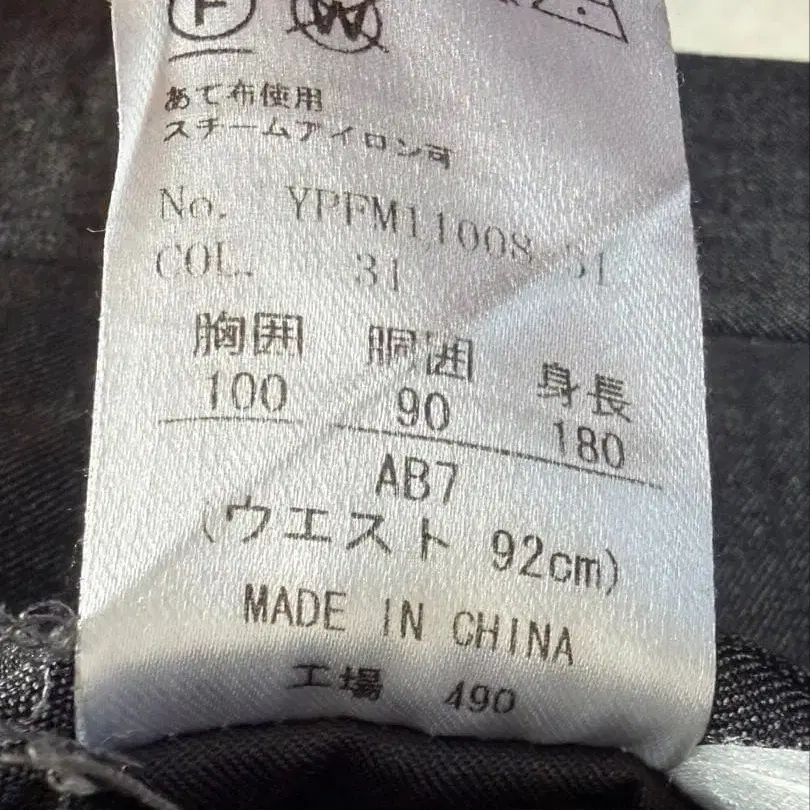 F
あて布使用
スチームアイロン可
No. YPFM11008 51
COL. 31
胸囲 胴囲 身長
100 90 180
AB7
(ウエスト 92cm)
MADE IN CHINA
工場 490